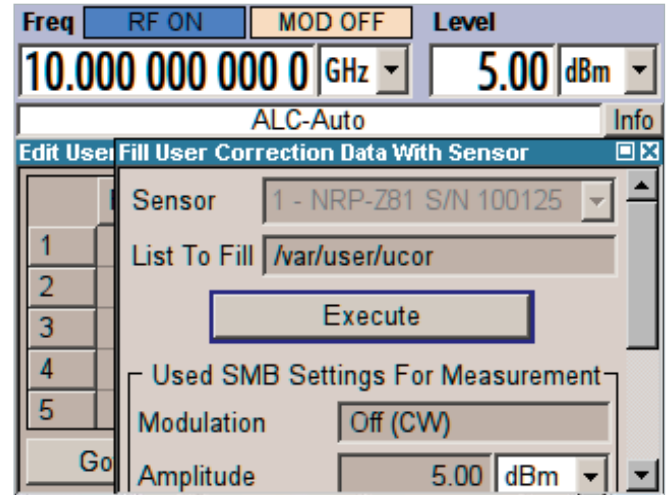 Freq RF ON MOD OFF Level
10.000 000 000 0 GHz 5.00 dBm
ALC-Auto Info
Edit User Fill User Correction Data With Sensor
Sensor 1 - NRP-Z81 S/N 100125
1 List To Fill /var/user/ucor
2
3 Execute
4 Used SMB Settings For Measurement
5 Modulation Off (CW)
Amplitude 5.00 dBm